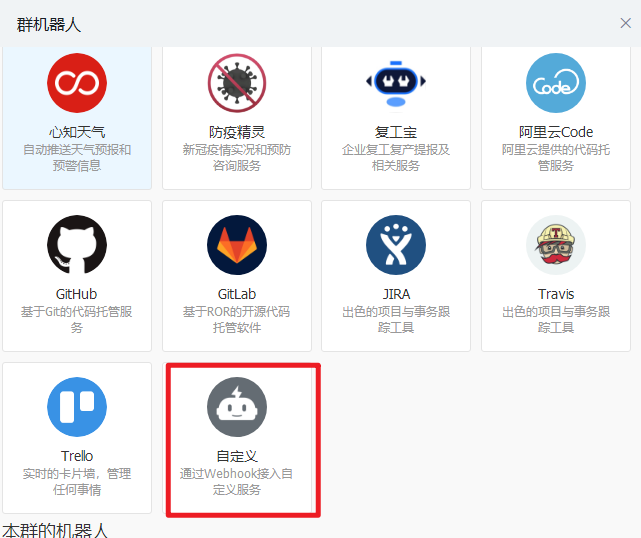 群机器人
心知天气
自动推送天气预报和
预警信息
防疫精灵
新冠疫情实况和预防
咨询服务
复工宝
企业复工复产提报及
相关服务
Code
阿里云Code
阿里云提供的代码托
管服务
GitHub
基于Git的代码托管服
务
GitLab
基于ROR的开源代码
托管软件
JIRA
出色的项目与事务跟
踪工具
Travis
出色的项目与事务跟
踪工具
Trello
实时的卡片墙，管理
任何事情
自定义
通过Webhook接入自
定义服务
本群的机器人